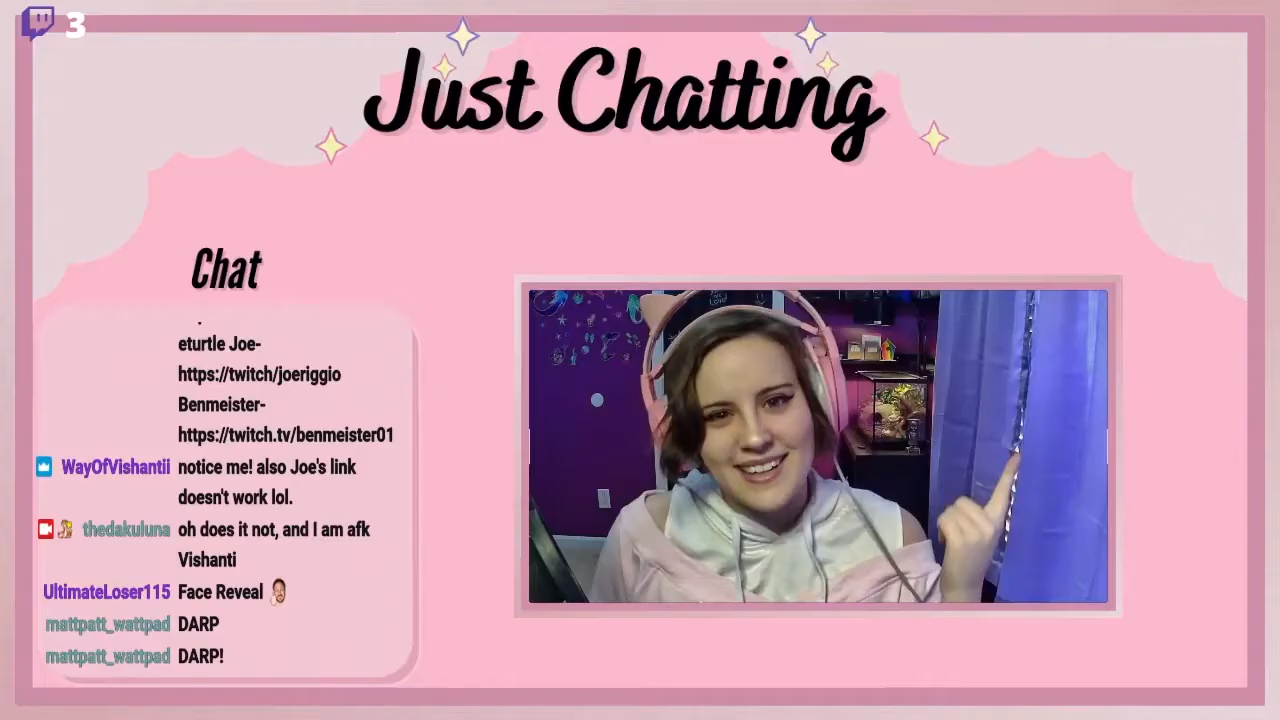 3
Just Chatting
Chat
eturtle Joe-
https://twitch/joeriggio
Benmeister-
https://twitch.tv/benmeister01
WayOfVishantii notice me! also Joe's link
doesn't work lol.
thedakuluna oh does it not, and I am afk
Vishanti
UltimateLoser115 Face Reveal
mattpatt_wattpad DARP
mattpatt_wattpad DARP!